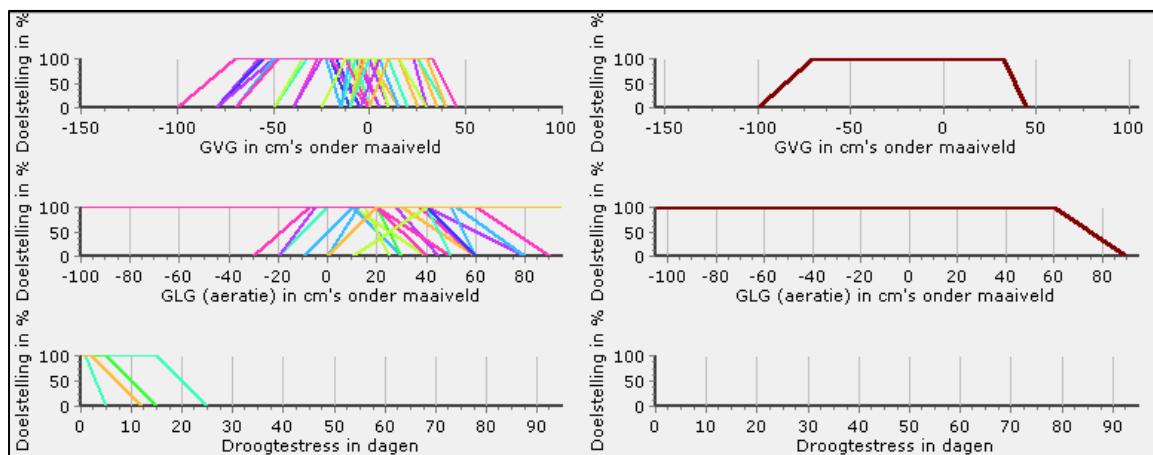 Doelstelling in %
100
50
0
-150 -100 -50 0 50 100
GVG in cm's onder maaiveld
Doelstelling in %
100
50
0
-150 -100 -50 0 50 100
GVG in cm's onder maaiveld
Doelstelling in %
100
50
0
-100 -80 -60 -40 -20 0 20 40 60 80
GLG (aeratie) in cm's onder maaiveld
Doelstelling in %
100
50
0
-100 -80 -60 -40 -20 0 20 40 60 80
GLG (aeratie) in cm's onder maaiveld
Doelstelling in %
100
50
0
0 10 20 30 40 50 60 70 80 90
Droogtestress in dagen
Doelstelling in %
100
50
0
0 10 20 30 40 50 60 70 80 90
Droogtestress in dagen